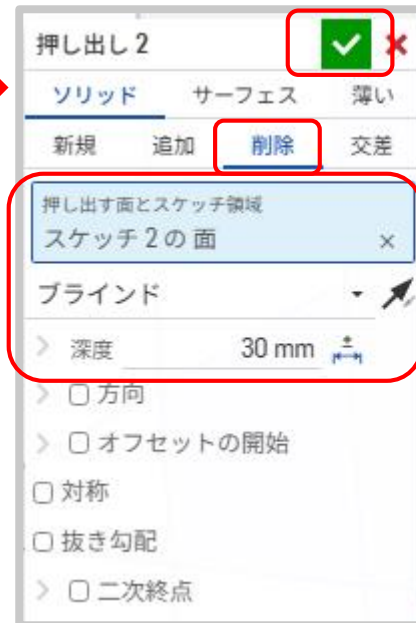 押し出し 2
ソリッド サーフェス 薄い
新規 追加 削除 交差
押し出す面とスケッチ領域
スケッチ 2 の 面
ブラインド
深度 30 mm
方向
オフセットの開始
対称
抜き勾配
二次終点